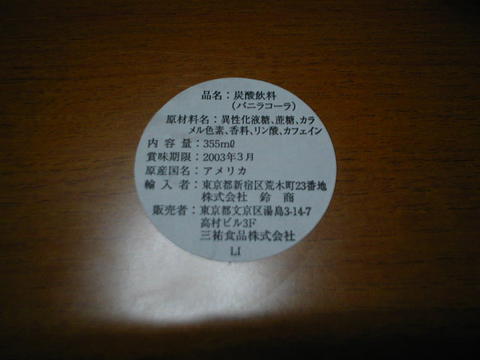 品名：炭酸飲料
（バニラコーラ）
原材料名：異性化液糖、蔗糖、カラ
メル色素、香料、リン酸、カフェイン
内容量：355mℓ
賞味期限：2003年3月
原産国名：アメリカ
輸入者：東京都新宿区荒木町23番地
株式会社 鈴商
販売者：東京都文京区湯島3-14-7
高村ビル3F
三祐食品株式会社
LI